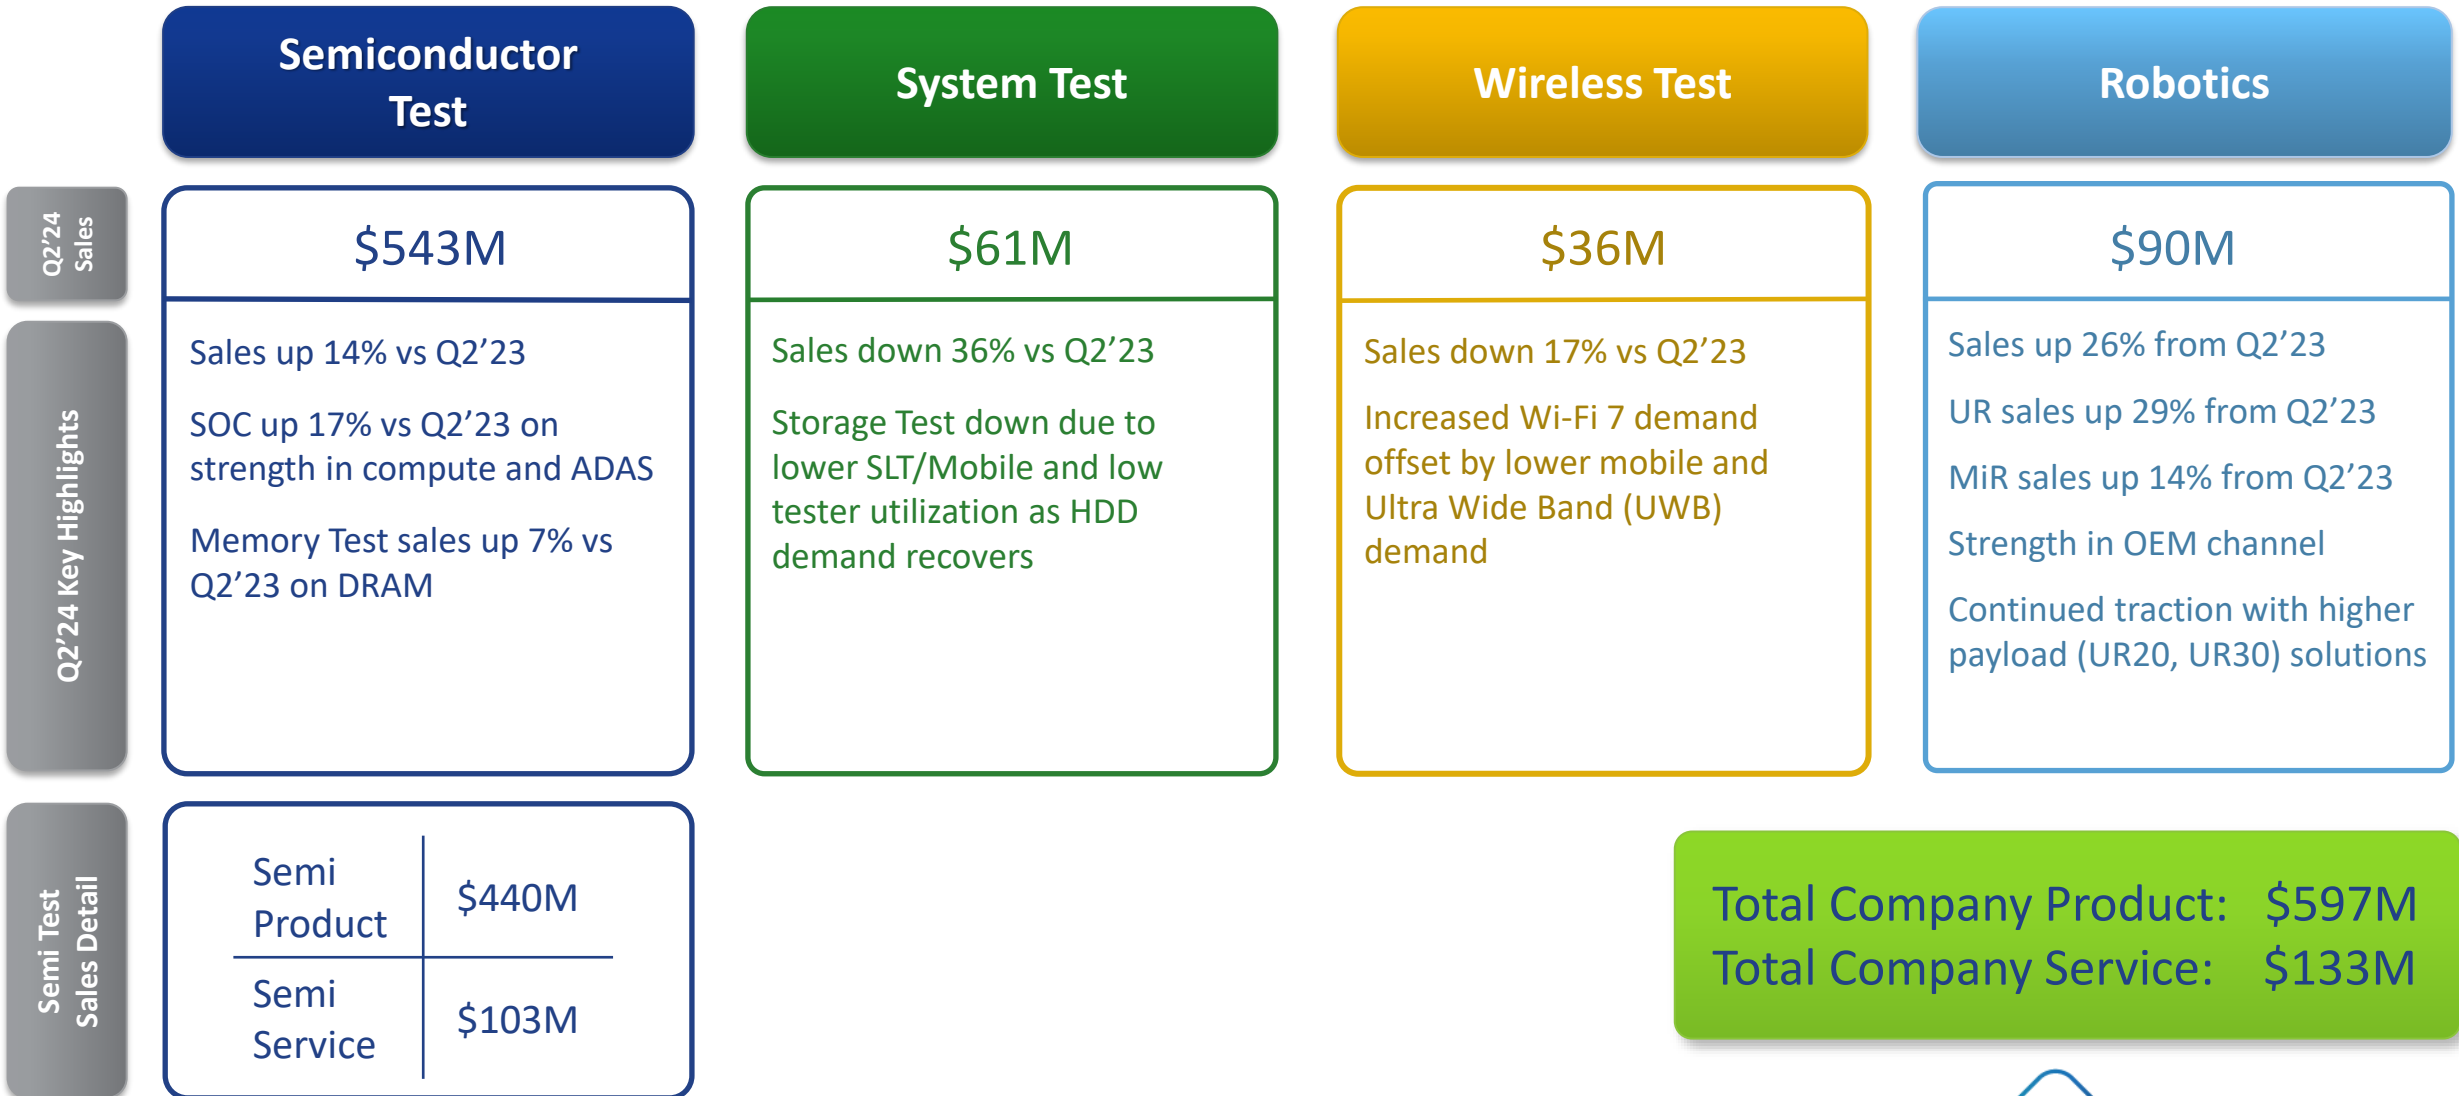 Semiconductor
Test
System Test
Wireless Test
Robotics
Q2’24
Sales
$543M
$61M
$36M
$90M
Q2’24 Key Highlights
Sales up 14% vs Q2’23
SOC up 17% vs Q2’23 on
strength in compute and ADAS
Memory Test sales up 7% vs
Q2’23 on DRAM
Sales down 36% vs Q2’23
Storage Test down due to
lower SLT/Mobile and low
tester utilization as HDD
demand recovers
Sales down 17% vs Q2’23
Increased Wi-Fi 7 demand
offset by lower mobile and
Ultra Wide Band (UWB)
demand
Sales up 26% from Q2’23
UR sales up 29% from Q2’23
MiR sales up 14% from Q2’23
Strength in OEM channel
Continued traction with higher
payload (UR20, UR30) solutions
Semi Test
Sales Detail
Semi
Product
$440M
Semi
Service
$103M
Total Company Product: $597M
Total Company Service: $133M